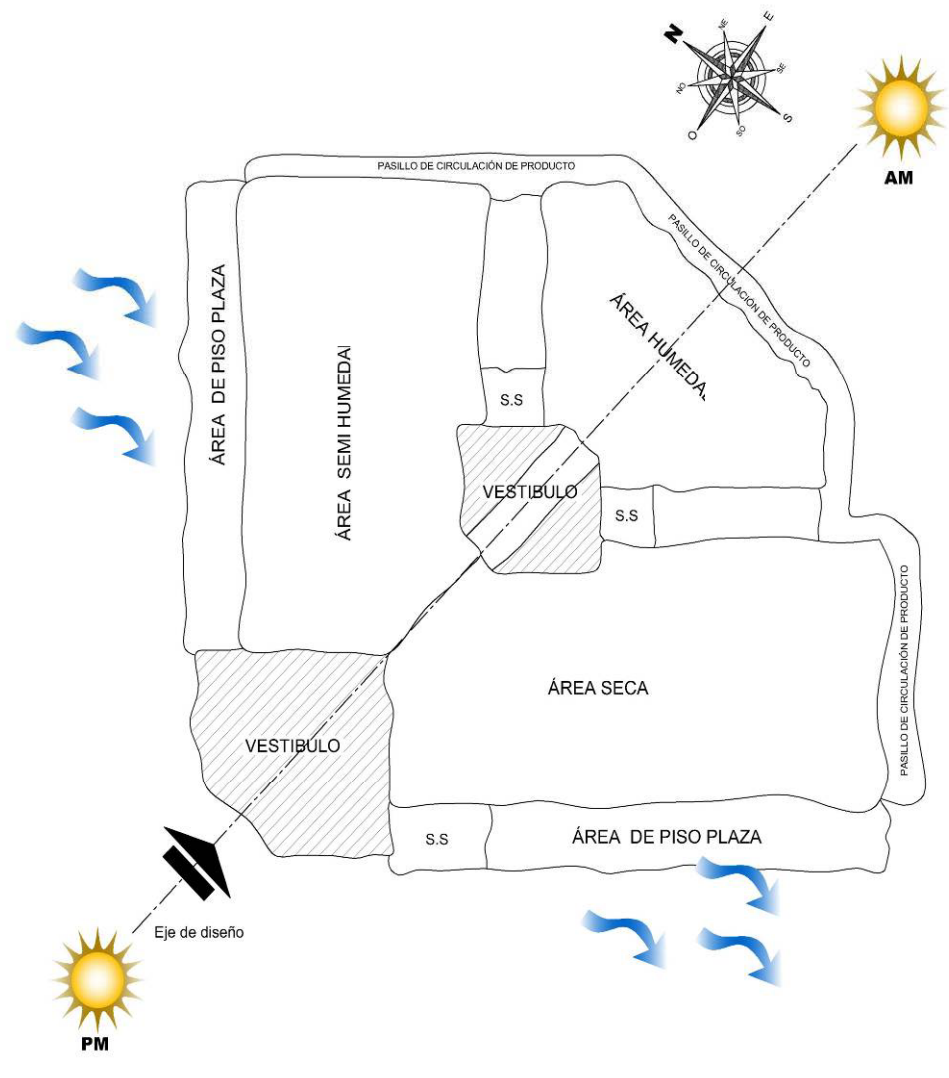 N
NE
E
NO
SE
O
SO
S
AM
PASILLO DE CIRCULACIÓN DE PRODUCTO
PASILLO DE CIRCULACIÓN DE PRODUCTO
ÁREA DE PISO PLAZA
ÁREA SEMI HUMEDA
ÁREA HUMEDA
S.S
VESTIBULO
S.S
PASILLO DE CIRCULACIÓN DE PRODUCTO
ÁREA SECA
VESTIBULO
S.S
ÁREA DE PISO PLAZA
Eje de diseño
PM